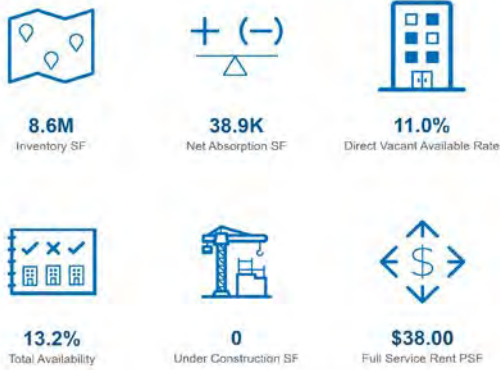 + (−)
8.6M
Inventory SF
38.9K
Net Absorption SF
11.0%
Direct Vacant Available Rate
$
13.2%
Total Availability
0
Under Construction SF
$38.00
Full Service Rent PSF